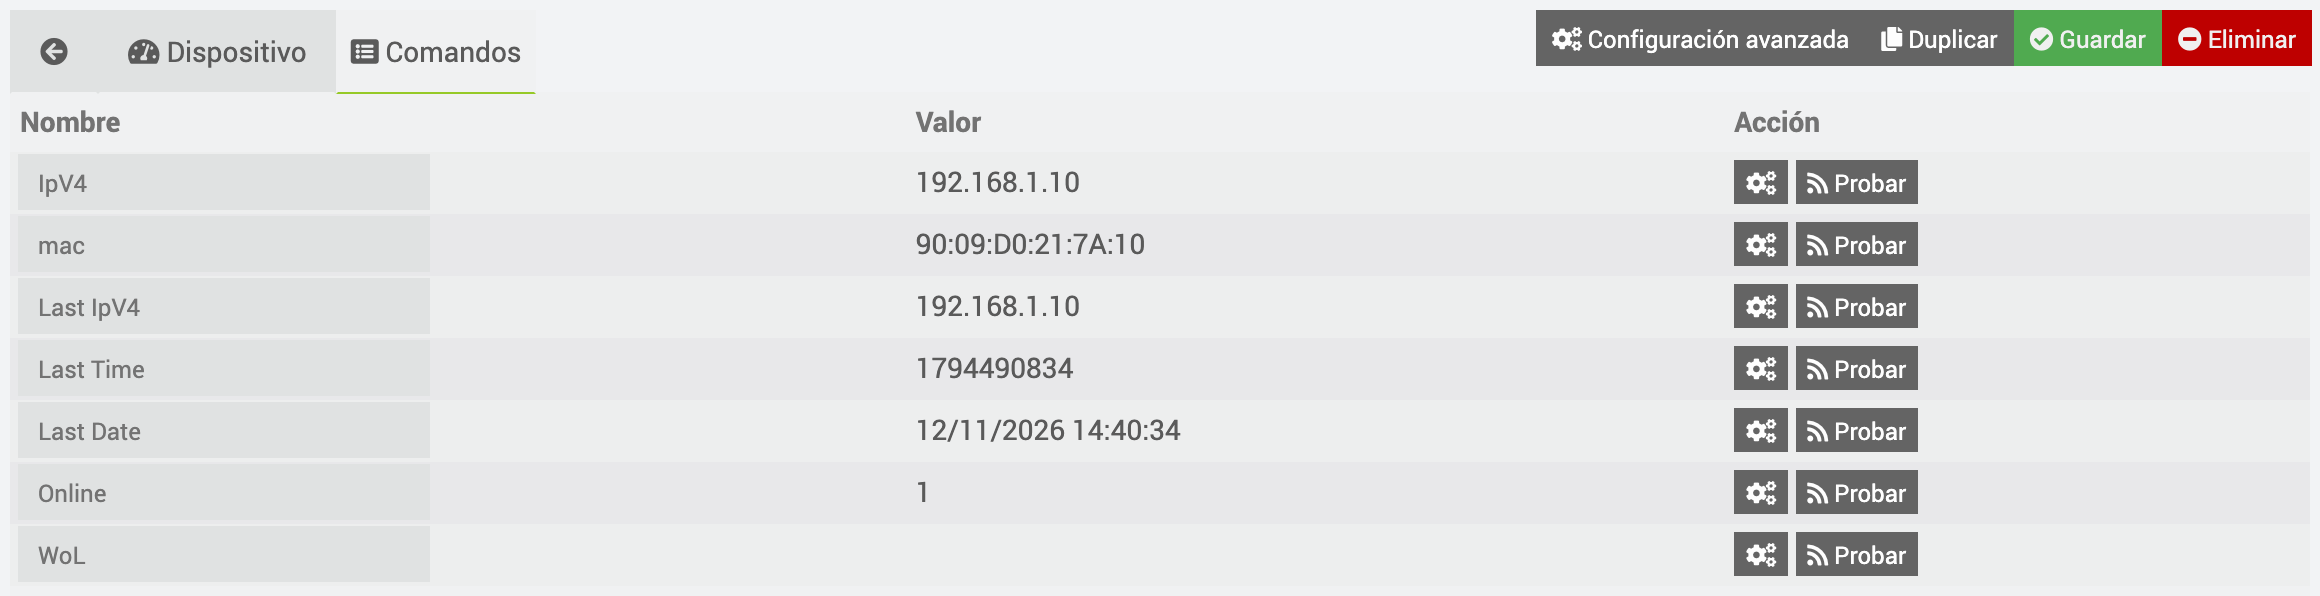 Dispositivo Comandos Configuración avanzada Duplicar Guardar Eliminar
Nombre Valor Acción
IpV4 192.168.1.10 Probar
mac 90:09:D0:21:7A:10 Probar
Last IpV4 192.168.1.10 Probar
Last Time 1794490834 Probar
Last Date 12/11/2026 14:40:34 Probar
Online 1 Probar
WoL Probar